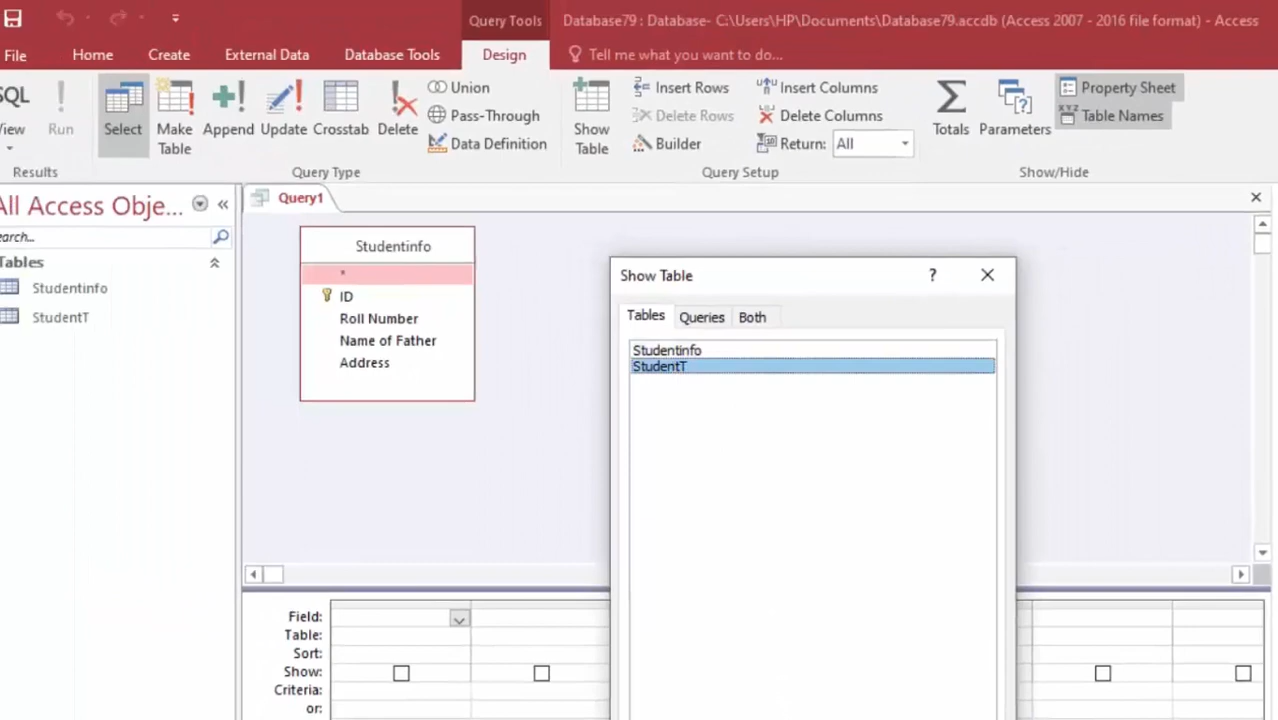 Query Tools
Database79 : Database- C:\Users\HP\Documents\Database79.accdb (Access 2007 - 2016 file format) - Access
File
Home
Create
External Data
Database Tools
Design
Tell me what you want to do...
SQL
View
Run
Select
Make
Table
Append
Update
Crosstab
Delete
Union
Pass-Through
Data Definition
Show
Table
Insert Rows
Delete Rows
Builder
Insert Columns
Delete Columns
Return: All
Totals
Parameters
Property Sheet
XYZ Table Names
Results
Query Type
Query Setup
Show/Hide
All Access Obje...
earch...
Tables
Studentinfo
StudentT
Query1
Studentinfo
*
ID
Roll Number
Name of Father
Address
Show Table
?
Tables
Queries
Both
Studentinfo
StudentT
Field:
Table:
Sort:
Show:
Criteria:
or: